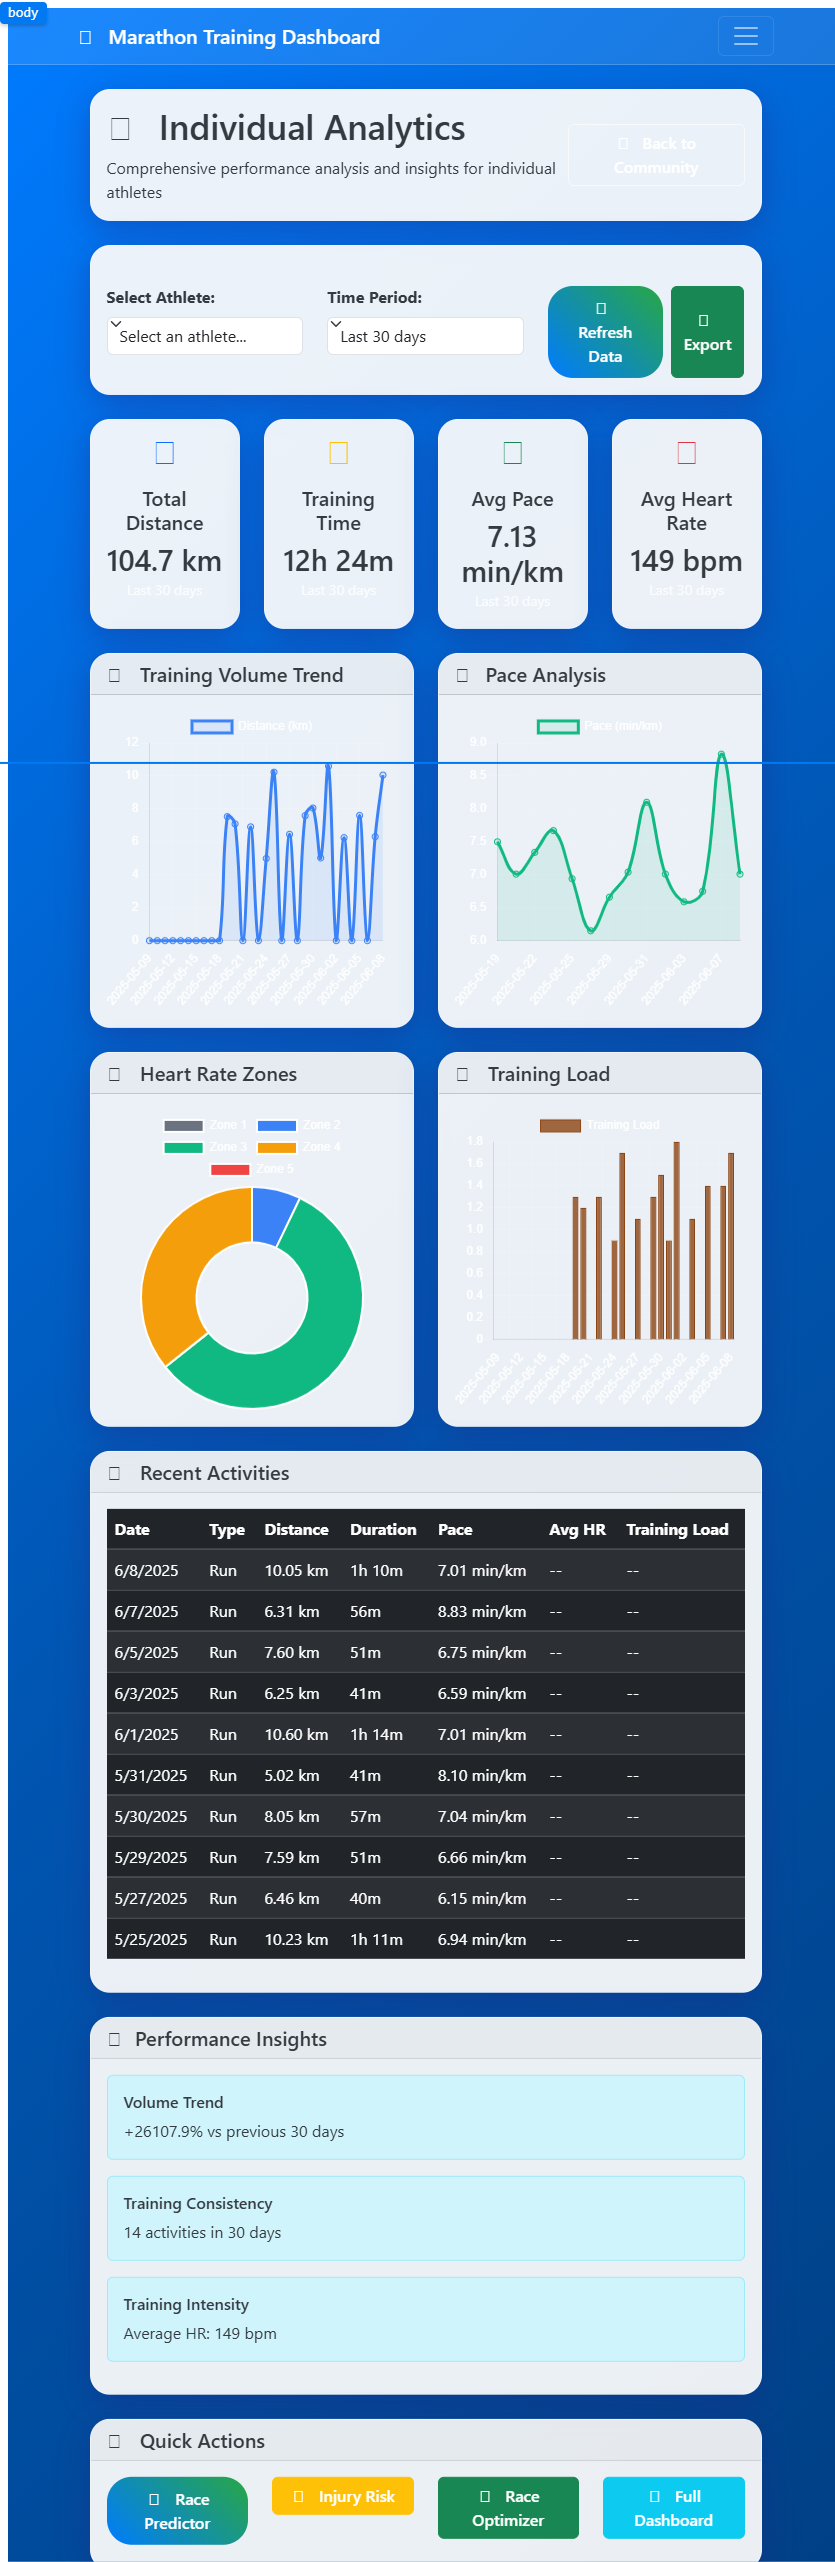 body
Marathon Training Dashboard
Individual Analytics
Comprehensive performance analysis and insights for individual
athletes
Back to
Community
Select Athlete:
Select an athlete...
Time Period:
Last 30 days
Refresh
Data
Export
Total
Distance
104.7 km
Last 30 days
Training
Time
12h 24m
Last 30 days
Avg Pace
7.13
min/km
Last 30 days
Avg Heart
Rate
149 bpm
Last 30 days
Training Volume Trend
Distance (km)
12
10
8
6
4
2
0
2025-05-09
2025-05-12
2025-05-15
2025-05-18
2025-05-21
2025-05-24
2025-05-27
2025-05-30
2025-06-02
2025-06-05
2025-06-08
Pace Analysis
Pace (min/km)
9.0
8.5
8.0
7.5
7.0
6.5
6.0
2025-05-19
2025-05-22
2025-05-25
2025-05-29
2025-05-31
2025-06-03
2025-06-07
Heart Rate Zones
Zone 1 Zone 2
Zone 3 Zone 4
Zone 5
Training Load
Training Load
1.8
1.6
1.4
1.2
1.0
0.8
0.6
0.4
0.2
0
2025-05-09
2025-05-12
2025-05-15
2025-05-18
2025-05-21
2025-05-24
2025-05-27
2025-05-30
2025-06-02
2025-06-05
2025-06-08
Recent Activities
Date Type Distance Duration Pace Avg HR Training Load
6/8/2025 Run 10.05 km 1h 10m 7.01 min/km -- --
6/7/2025 Run 6.31 km 56m 8.83 min/km -- --
6/5/2025 Run 7.60 km 51m 6.75 min/km -- --
6/3/2025 Run 6.25 km 41m 6.59 min/km -- --
6/1/2025 Run 10.60 km 1h 14m 7.01 min/km -- --
5/31/2025 Run 5.02 km 41m 8.10 min/km -- --
5/30/2025 Run 8.05 km 57m 7.04 min/km -- --
5/29/2025 Run 7.59 km 51m 6.66 min/km -- --
5/27/2025 Run 6.46 km 40m 6.15 min/km -- --
5/25/2025 Run 10.23 km 1h 11m 6.94 min/km -- --
Performance Insights
Volume Trend
+26107.9% vs previous 30 days
Training Consistency
14 activities in 30 days
Training Intensity
Average HR: 149 bpm
Quick Actions
Race
Predictor
Injury Risk
Race
Optimizer
Full
Dashboard